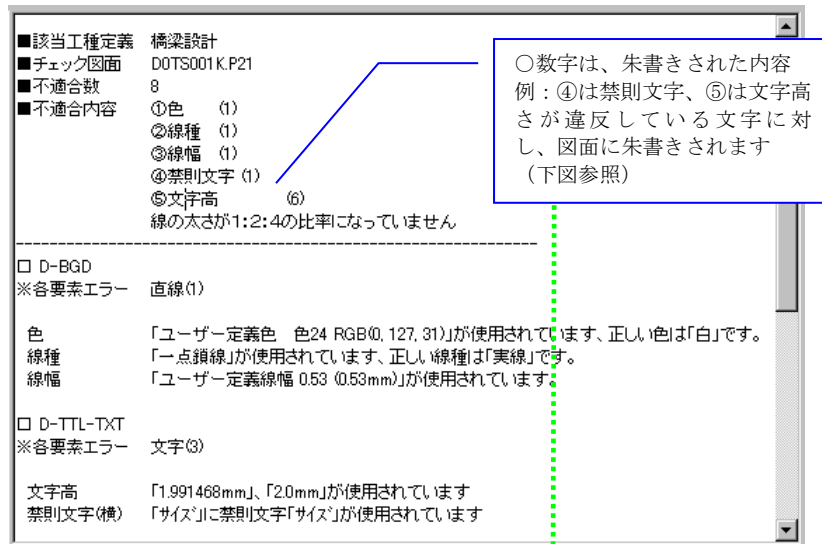 ■該当工種定義 橋梁設計
■チェック図面 D0TS001K.P21
■不適合数 8
■不適合内容 ①色 (1)
②線種 (1)
③線幅 (1)
④禁則文字 (1)
⑤文字高 (6)
線の太さが1:2:4の比率になっていません
○数字は、朱書きされた内容
例：④は禁則文字、⑤は文字高
さが違反している文字に対
し、図面に朱書きされます
（下図参照）
----------------------------------------------------------------
□ D-BGD
※各要素エラー 直線(1)
色 「ユーザー定義色 色24 RGB(0, 127, 31)」が使用されています、正しい色は「白」です。
線種 「一点鎖線」が使用されています、正しい線種は「実線」です。
線幅 「ユーザー定義線幅 0.53 (0.53mm)」が使用されています。
□ D-TTL-TXT
※各要素エラー 文字(3)
文字高 「1.991468mm」、「2.0mm」が使用されています
禁則文字(横) 「ｻｲｽﾞ」に禁則文字「ｻｲｽﾞ」が使用されています